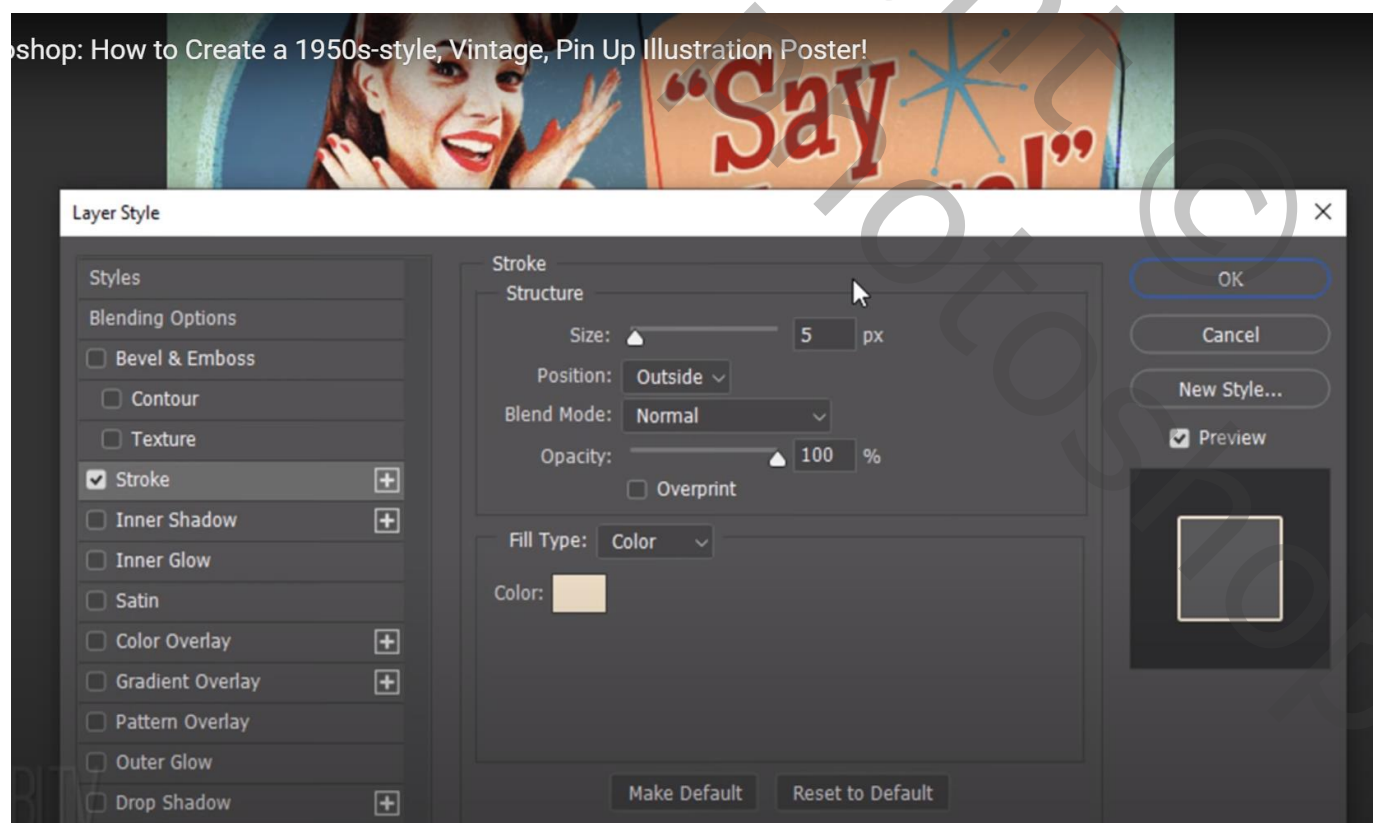 oshop: How to Create a 1950s-style, Vintage, Pin Up Illustration Poster!
“Say
!”
Layer Style
Styles
Blending Options
Bevel & Emboss
Contour
Texture
Stroke
Inner Shadow
Inner Glow
Satin
Color Overlay
Gradient Overlay
Pattern Overlay
Outer Glow
Drop Shadow
Stroke
Structure
Size: 5 px
Position: Outside
Blend Mode: Normal
Opacity: 100 %
Overprint
Fill Type: Color
Color:
Make Default Reset to Default
OK
Cancel
New Style...
Preview
©
photoshop